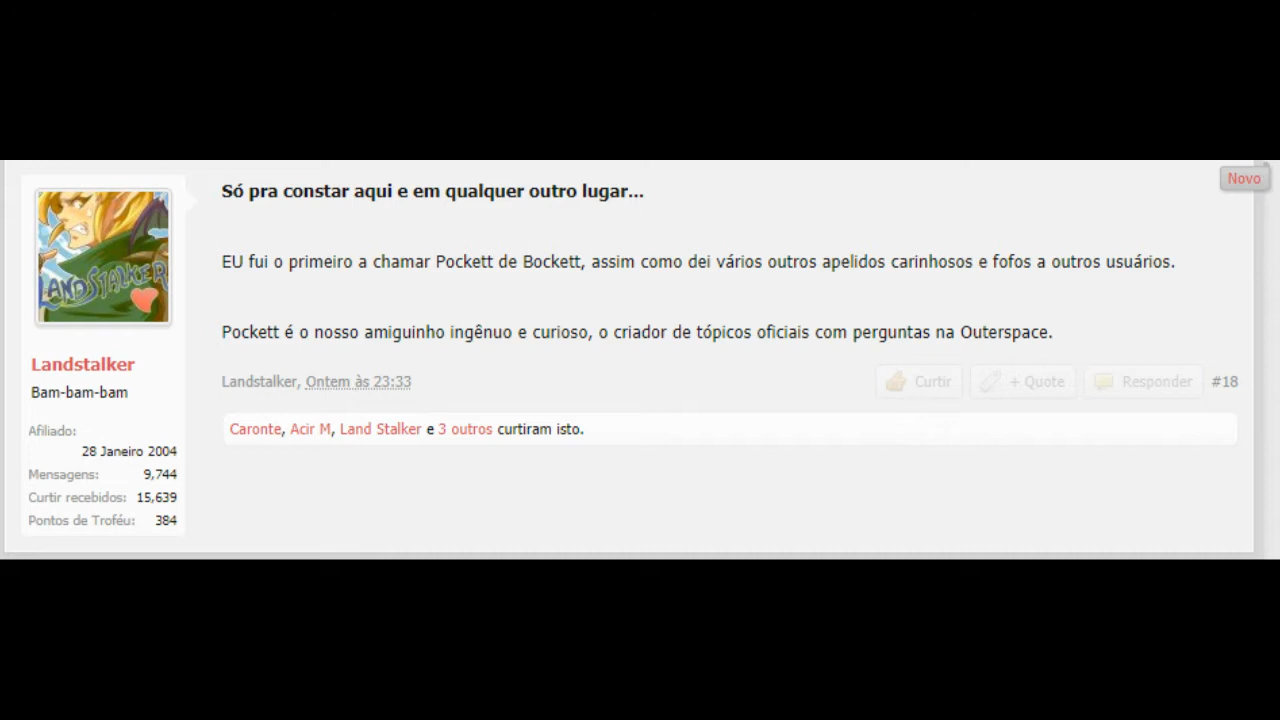 Novo
Só pra constar aqui e em qualquer outro lugar...
EU fui o primeiro a chamar Pockett de Bockett, assim como dei vários outros apelidos carinhosos e fofos a outros usuários.
Pockett é o nosso amiguinho ingênuo e curioso, o criador de tópicos oficiais com perguntas na Outerspace.
LANDSTALKER
Landstalker
Bam-bam-bam
Afiliado:
28 Janeiro 2004
Mensagens: 9,744
Curtir recebidos: 15,639
Pontos de Troféu: 384
Landstalker, Ontem às 23:33 Curtir + Quote Responder #18
Caronte, Acir M, Land Stalker e 3 outros curtiram isto.